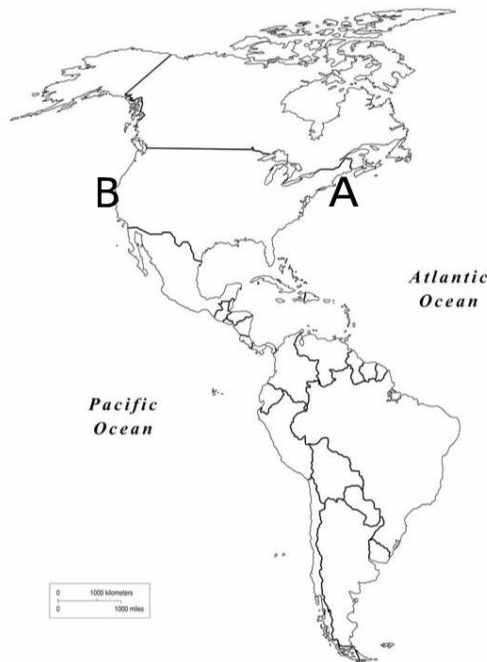 B
A
Atlantic
Ocean
Pacific
Ocean
0 1000 kilometers
0 1000 miles